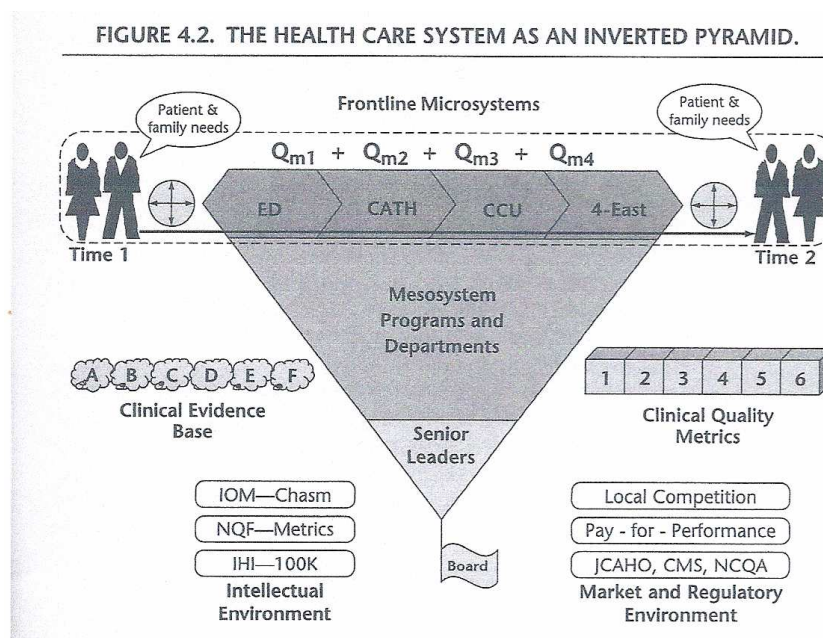 FIGURE 4.2. THE HEALTH CARE SYSTEM AS AN INVERTED PYRAMID.
Patient &
family needs
Frontline Microsystems
Patient &
family needs
Qm1 + Qm2 + Qm3 + Qm4
ED CATH CCU 4-East
Time 1
Time 2
Mesosystem
Programs and
Departments
A B C D E F
Clinical Evidence
Base
1 2 3 4 5 6
Clinical Quality
Metrics
Senior
Leaders
IOM—Chasm
NQF—Metrics
IHI—100K
Intellectual
Environment
Board
Local Competition
Pay - for - Performance
JCAHO, CMS, NCQA
Market and Regulatory
Environment